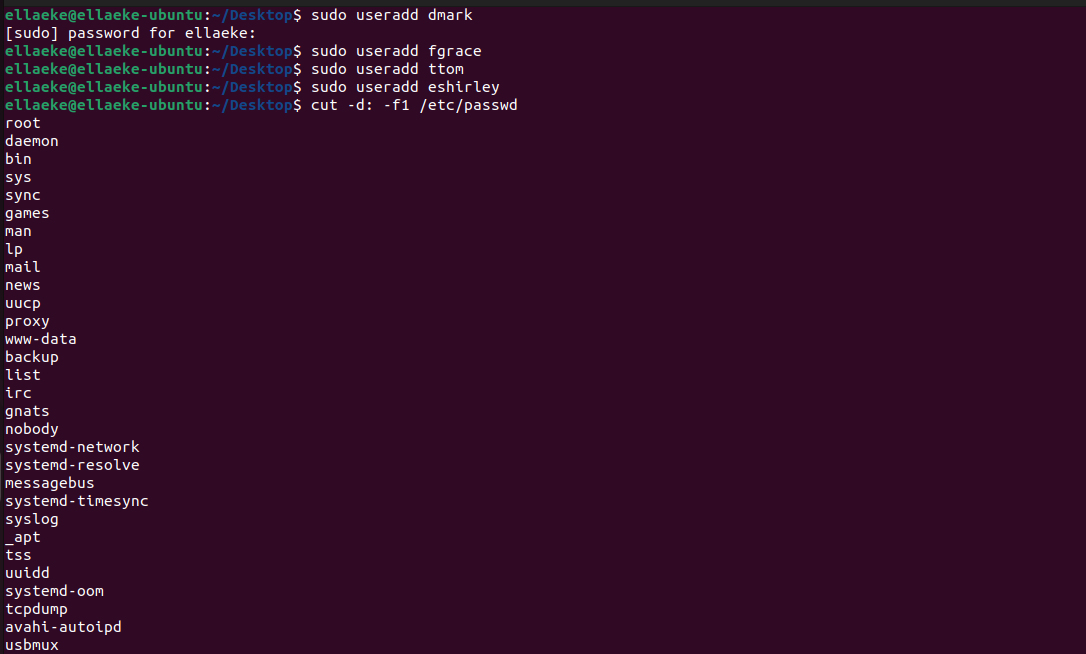 ellaeke@ellaeke-ubuntu:~/Desktop$ sudo useradd dmark
[sudo] password for ellaeke:
ellaeke@ellaeke-ubuntu:~/Desktop$ sudo useradd fgrace
ellaeke@ellaeke-ubuntu:~/Desktop$ sudo useradd ttom
ellaeke@ellaeke-ubuntu:~/Desktop$ sudo useradd eshirley
ellaeke@ellaeke-ubuntu:~/Desktop$ cut -d: -f1 /etc/passwd
root
daemon
bin
sys
sync
games
man
lp
mail
news
uucp
proxy
www-data
backup
list
irc
gnats
nobody
systemd-network
systemd-resolve
messagebus
systemd-timesync
syslog
_apt
tss
uuidd
systemd-oom
tcpdump
avahi-autoipd
usbmux